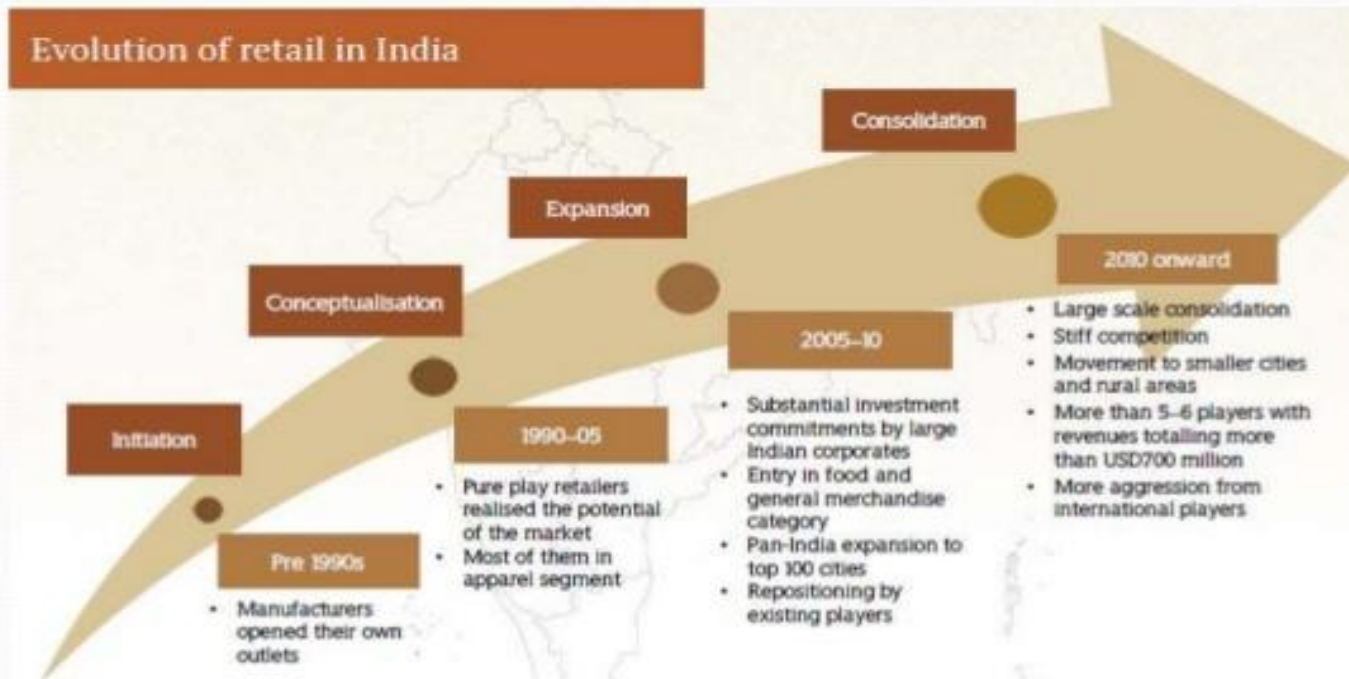 Evolution of retail in India
Initiation
Pre 1990s
• Manufacturers
opened their own
outlets
Conceptualisation
1990–05
• Pure play retailers
realised the potential
of the market
• Most of them in
apparel segment
Expansion
2005–10
• Substantial investment
commitments by large
Indian corporates
• Entry in food and
general merchandise
category
• Pan-India expansion to
top 100 cities
• Repositioning by
existing players
Consolidation
2010 onward
• Large scale consolidation
• Stiff competition
• Movement to smaller cities
and rural areas
• More than 5–6 players with
revenues totalling more
than USD700 million
• More aggression from
international players